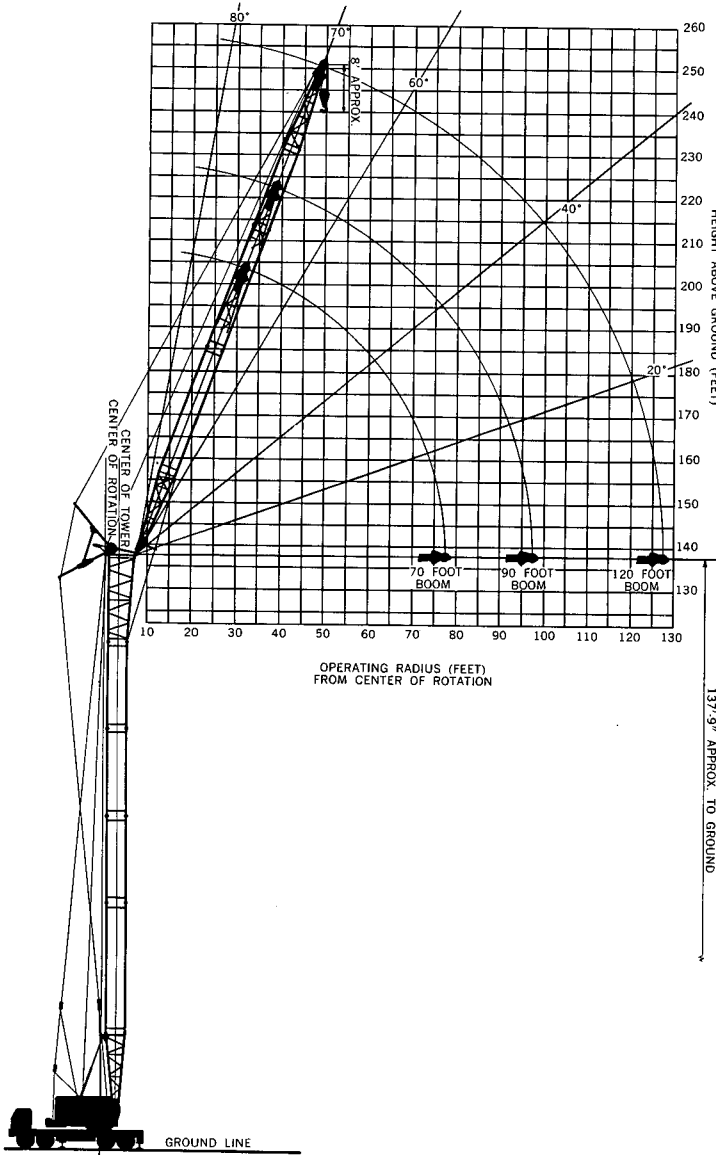 80°
70°
60°
40°
20°
8' APPROX.
260
250
240
230
220
210
200
190
180
170
160
150
140
130
HEIGHT ABOVE GROUND (FEET)
CENTER OF TOWER
CENTER OF ROTATION
70 FOOT
BOOM
90 FOOT
BOOM
120 FOOT
BOOM
10 20 30 40 50 60 70 80 90 100 110 120 130
OPERATING RADIUS (FEET)
FROM CENTER OF ROTATION
137'-9" APPROX. TO GROUND
GROUND LINE